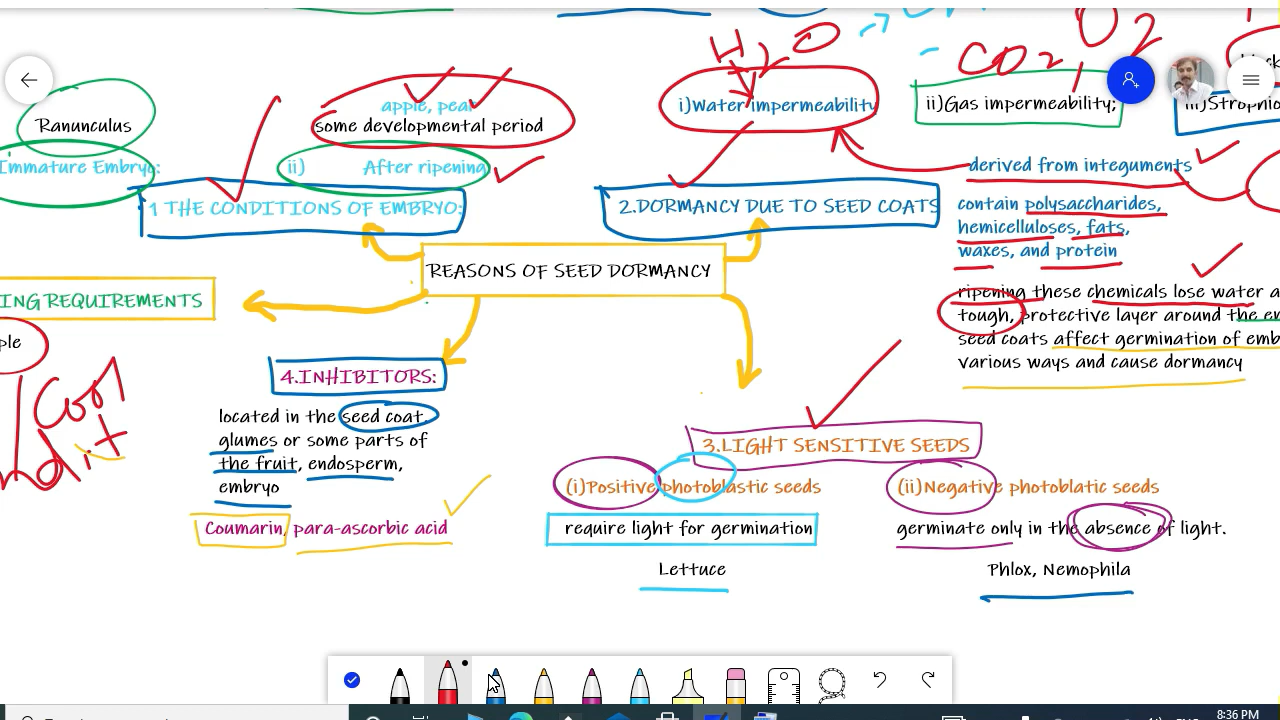 H2O
CO2, O2
apple, pear
some developmental period
Ranunculus
Immature Embryo:
ii) After ripening
1 THE CONDITIONS OF EMBRYO:
i)Water impermeability
ii)Gas impermeability;
2.DORMANCY DUE TO SEED COATS
derived from integuments
contain polysaccharides,
hemicelluloses, fats,
waxes, and protein
ripening these chemicals lose water
tough, protective layer around the
seed coats affect germination of
various ways and cause dormancy
REASONS OF SEED DORMANCY
REQUIREMENTS
4.INHIBITORS:
located in the seed coat,
glumes or some parts of
the fruit, endosperm,
embryo
Coumarin, para-ascorbic acid
3.LIGHT SENSITIVE SEEDS
(i)Positive photoblastic seeds
require light for germination
Lettuce
(ii)Negative photoblatic seeds
germinate only in the absence of light.
Phlox, Nemophila
8:36 PM